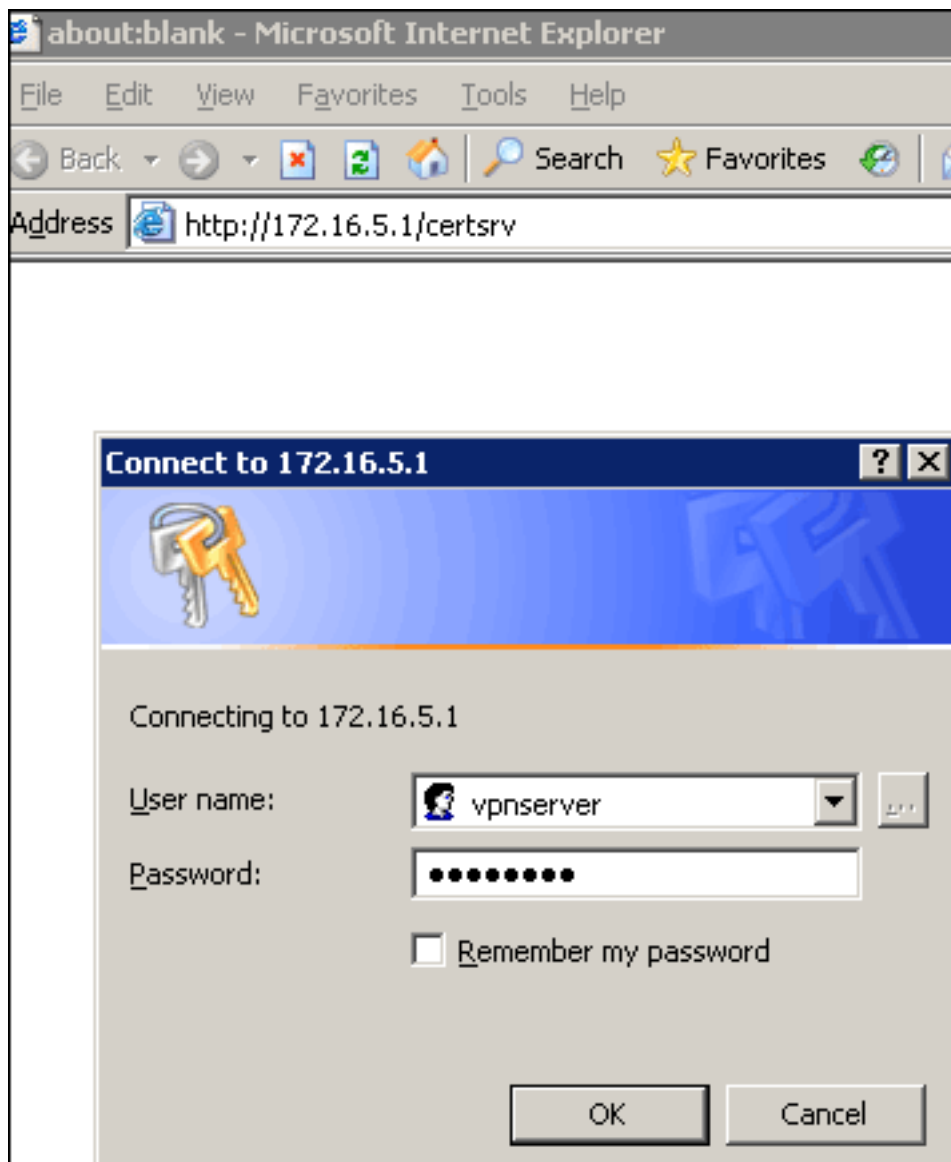 about:blank - Microsoft Internet Explorer
File Edit View Favorites Tools Help
Back Search Favorites
Address http://172.16.5.1/certsrv
Connect to 172.16.5.1
Connecting to 172.16.5.1
User name: vpnserver ...
Password: ●●●●●●●●
Remember my password
OK Cancel